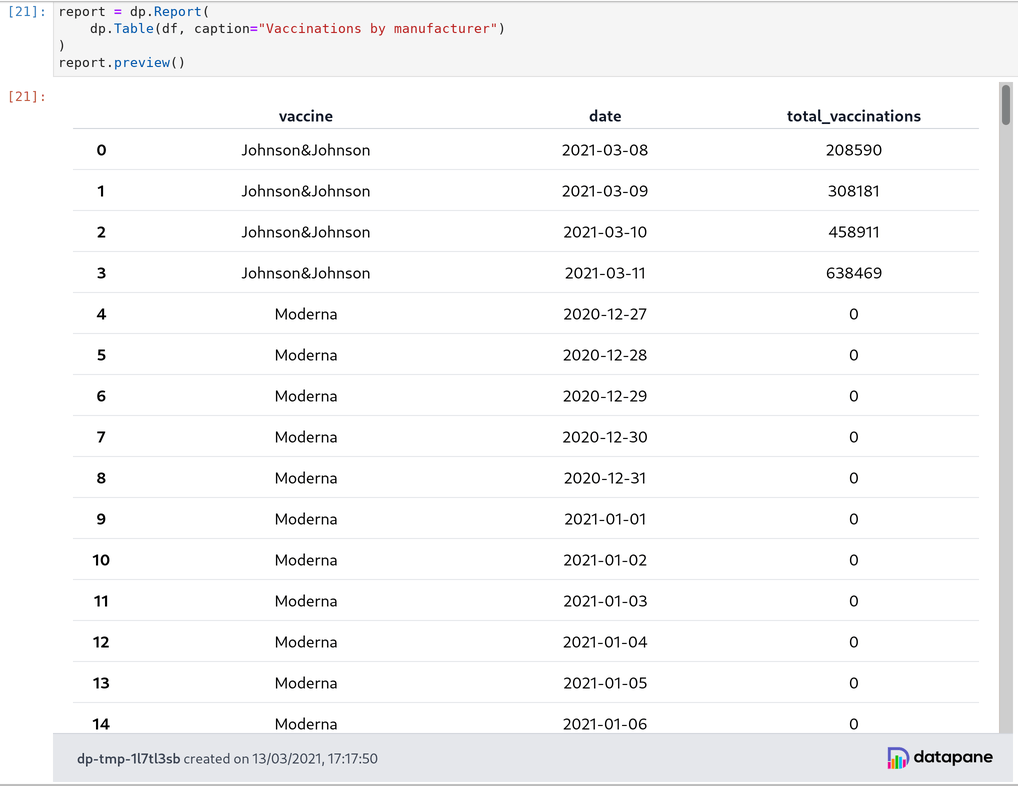 [21]: report = dp.Report(
    dp.Table(df, caption="Vaccinations by manufacturer")
)
report.preview()
[21]:
vaccine date total_vaccinations
0 Johnson&Johnson 2021-03-08 208590
1 Johnson&Johnson 2021-03-09 308181
2 Johnson&Johnson 2021-03-10 458911
3 Johnson&Johnson 2021-03-11 638469
4 Moderna 2020-12-27 0
5 Moderna 2020-12-28 0
6 Moderna 2020-12-29 0
7 Moderna 2020-12-30 0
8 Moderna 2020-12-31 0
9 Moderna 2021-01-01 0
10 Moderna 2021-01-02 0
11 Moderna 2021-01-03 0
12 Moderna 2021-01-04 0
13 Moderna 2021-01-05 0
14 Moderna 2021-01-06 0
dp-tmp-1l7tl3sb created on 13/03/2021, 17:17:50 datapane